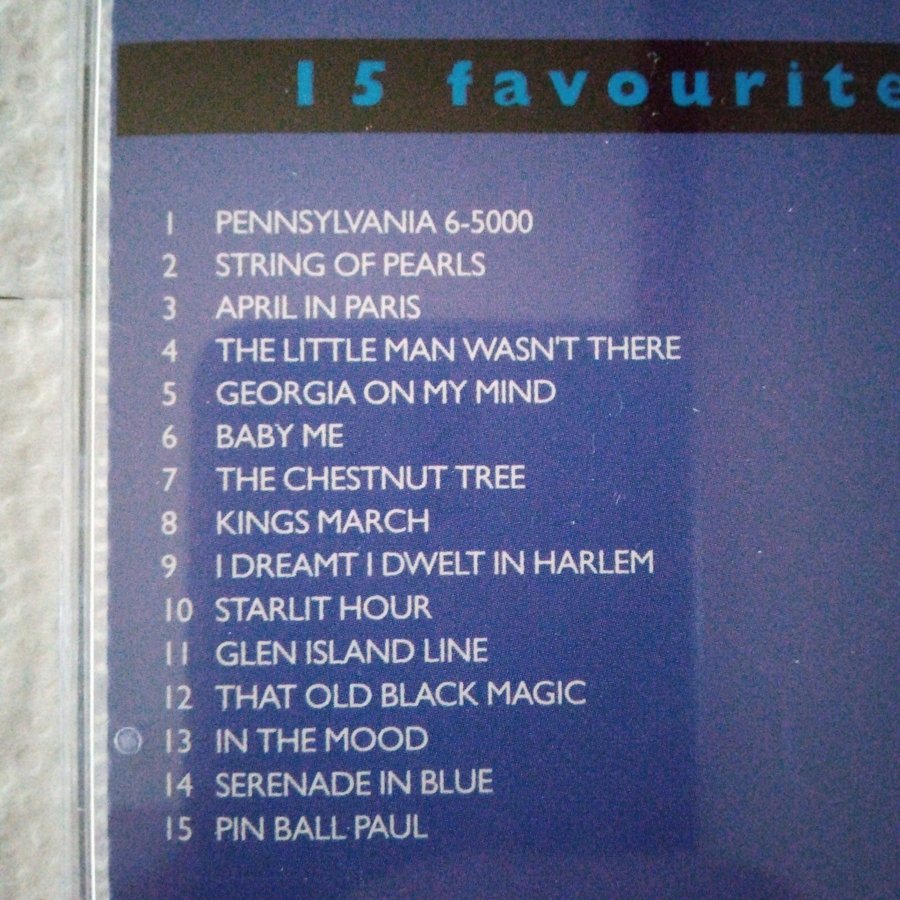 15 favourite
1 PENNSYLVANIA 6-5000
2 STRING OF PEARLS
3 APRIL IN PARIS
4 THE LITTLE MAN WASN'T THERE
5 GEORGIA ON MY MIND
6 BABY ME
7 THE CHESTNUT TREE
8 KINGS MARCH
9 I DREAMT I DWELT IN HARLEM
10 STARLIT HOUR
11 GLEN ISLAND LINE
12 THAT OLD BLACK MAGIC
13 IN THE MOOD
14 SERENADE IN BLUE
15 PIN BALL PAUL